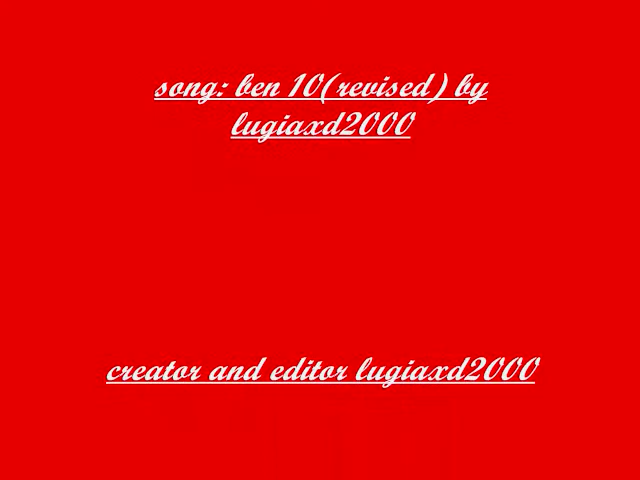 song: ben 10(revised) by
lugiaxd2000
creator and editor lugiaxd2000